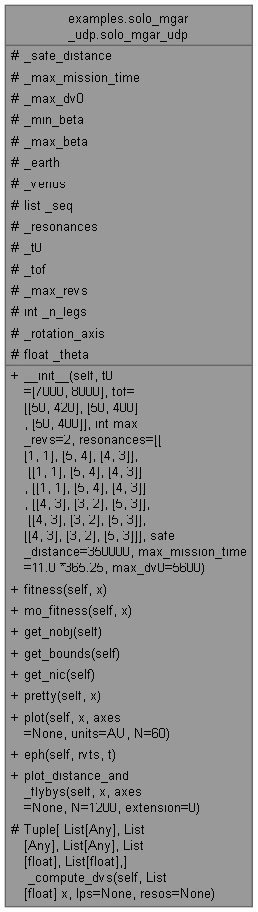 examples.solo_mgar
_udp.solo_mgar_udp
# _safe_distance
# _max_mission_time
# _max_dv0
# _min_beta
# _max_beta
# _earth
# _venus
# list _seq
# _resonances
# _t0
# _tof
# _max_revs
# int _n_legs
# _rotation_axis
# float _theta
+ __init__(self, t0
=[7000, 8000], tof=
[[50, 420], [50, 400]
, [50, 400]], int max
_revs=2, resonances=[[
[1, 1], [5, 4], [4, 3]],
[[1, 1], [5, 4], [4, 3]]
, [[1, 1], [5, 4], [4, 3]]
, [[4, 3], [3, 2], [5, 3]],
[[4, 3], [3, 2], [5, 3]],
[[4, 3], [3, 2], [5, 3]]], safe
_distance=350000, max_mission_time
=11.0 *365.25, max_dv0=5600)
+ fitness(self, x)
+ mo_fitness(self, x)
+ get_nobj(self)
+ get_bounds(self)
+ get_nic(self)
+ pretty(self, x)
+ plot(self, x, axes
=None, units=AU, N=60)
+ eph(self, rvts, t)
+ plot_distance_and
_flybys(self, x, axes
=None, N=1200, extension=0)
# Tuple[ List[Any], List
[Any], List[Any], List
[float], List[float],]
_compute_dvs(self, List
[float] x, lps=None, resos=None)